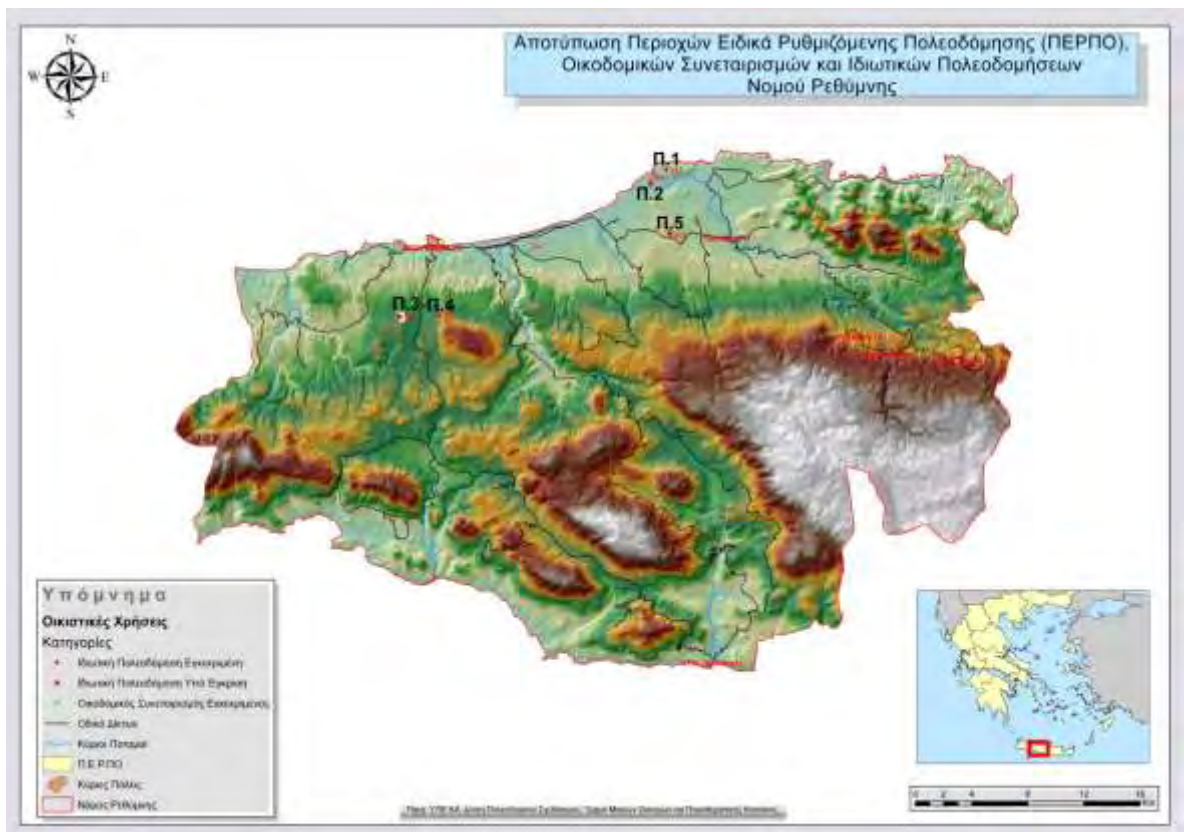 Αποτύπωση Περιοχών Ειδικά Ρυθμιζόμενης Πολεοδόμησης (ΠΕΡΠΟ),
Οικοδομικών Συνεταιρισμών και Ιδιωτικών Πολεοδομήσεων
Νομού Ρεθύμνης
N
W E
S
Π.1
Π.2
Π.5
Π.3 Π.4
Υπόμνημα
Οικιστικές Χρήσεις
Κατηγορίες
Ιδιωτική Πολεοδόμηση Εγκεκριμένη
Ιδιωτική Πολεοδόμηση Υπό Έγκριση
Οικοδομικός Συνεταιρισμός Εγκεκριμένος
Οδικό Δίκτυο
Κύριοι Ποταμοί
Π.Ε.Ρ.ΠΟ
Κύριες Πόλεις
Νομός Ρεθύμνης
0 2 4 8 12 16